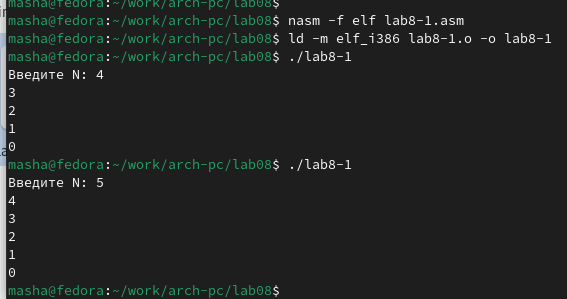 masha@fedora:~/work/arch-pc/lab08$
masha@fedora:~/work/arch-pc/lab08$ nasm -f elf lab8-1.asm
masha@fedora:~/work/arch-pc/lab08$ ld -m elf_i386 lab8-1.o -o lab8-1
masha@fedora:~/work/arch-pc/lab08$ ./lab8-1
Введите N: 4
3
2
1
0
masha@fedora:~/work/arch-pc/lab08$ ./lab8-1
Введите N: 5
4
3
2
1
0
masha@fedora:~/work/arch-pc/lab08$